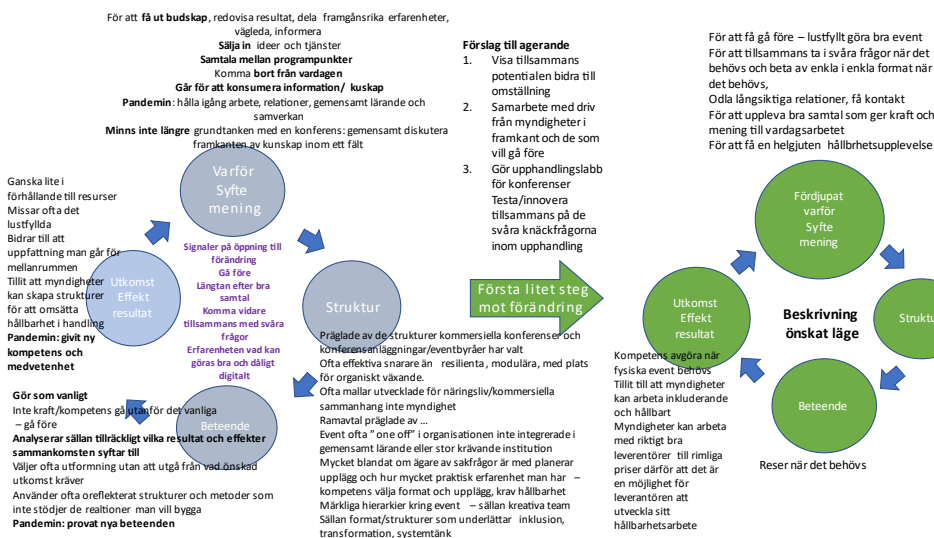 För att få ut budskap, redovisa resultat, dela framgånsrika erfarenheter,
vägleda, informera
Sälja in ideer och tjänster
Samtala mellan programpunkter
Komma bort från vardagen
Går för att konsumera information/ kuskap
Pandemin: hålla igång arbete, relationer, gemensamt lärande och
samverkan
Minns inte längre grundtanken med en konferens: gemensamt diskutera
framkanten av kunskap inom ett fält
Varför
Syfte
mening
Ganska lite i
förhållande till resurser
Missar ofta det
lustfyllda
Bidrar till att
uppfattning man går för
mellanrummen
Tillit att myndigheter
kan skapa strukturer
för att omsätta
hållbarhet i handling
Pandemin: givit ny
kompetens och
medvetenhet
Utkomst
Effekt
resultat
Signaler på öppning till
förändring
Gå före
Längtan efter bra
samtal
Komma vidare
tillsammans med svåra
frågor
Erfarenheten vad kan
göras bra och dåligt
digitalt
Struktur
Präglade av de strukturer kommersiella konferenser och
konferensanläggningar/eventbyråer har valt
Ofta effektiva snarare än resilienta, modulära, med plats
för organiskt växande.
Ofta mallar utvecklade för näringsliv/kommersiella
sammanhang inte myndighet
Ramavtal präglade av ...
Event ofta ” one off” i organisationen inte integrerade i
gemensamt lärande eller stor krävande institution
Mycket blandat om ägare av sakfrågor är med planerar
upplägg och hur mycket praktisk erfarenhet man har –
kompetens välja format och upplägg, krav hållbarhet
Märkliga hierarkier kring event – sällan kreativa team
Sällan format/strukturer som underlättar inklusion,
transformation, systemtänk
Beteende
Gör som vanligt
Inte kraft/kompetens gå utanför det vanliga
– gå före
Analyserar sällan tillräckligt vilka resultat och effekter
sammankomsten syftar till
Väljer ofta utformning utan att utgå från vad önskad
utkomst kräver
Använder ofta oreflekterat strukturer och metoder som
inte stödjer de realtioner man vill bygga
Pandemin: provat nya beteenden
Förslag till agerande
1. Visa tillsammans
potentialen bidra till
omställning
2. Samarbete med driv
från myndigheter i
framkant och de som
vill gå före
3. Gör upphandlingslabb
för konferenser
Testa/innovera
tillsammans på de
svåra knäckfrågorna
inom upphandling
Första litet steg
mot förändring
För att få gå före – lustfyllt göra bra event
För att tillsammans ta i svåra frågor när det
behövs och beta av enkla i enkla format när
det behövs,
Odla långsiktiga relationer, få kontakt
För att uppleva bra samtal som ger kraft och
mening till vardagsarbetet
För att få en helgjuten hållbrhetsupplevelse
Fördjupat
varför
Syfte
mening
Utkomst
Effekt
resultat
Beskrivning
önskat läge
Struktu
Beteende
Reser när det behövs
Kompetens avgöra när
fysiska event behövs
Tillit till att myndigheter
kan arbeta inkluderande
och hållbart
Myndigheter kan arbeta
med riktigt bra
leverentörer till rimliga
priser därför att det är
en möjlighet för
leverantören att
utveckla sitt
hållbarhetsarbete